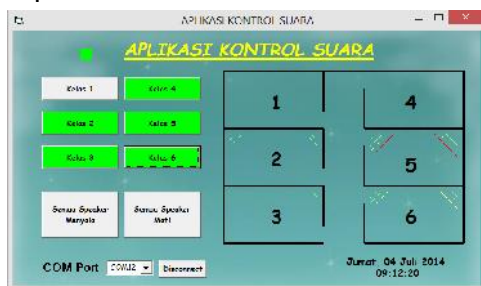 APLIKASI KONTROL SUARA
APLIKASI KONTROL SUARA
Kelas 1
Kelas 4
Kelas 2
Kelas 5
Kelas 3
Kelas 6
Semua Speaker
Menyala
Semua Speaker
Mati
1
4
2
5
3
6
COM Port
COM2
Disconnect
Jumat 04 Juli 2014
09:12:20